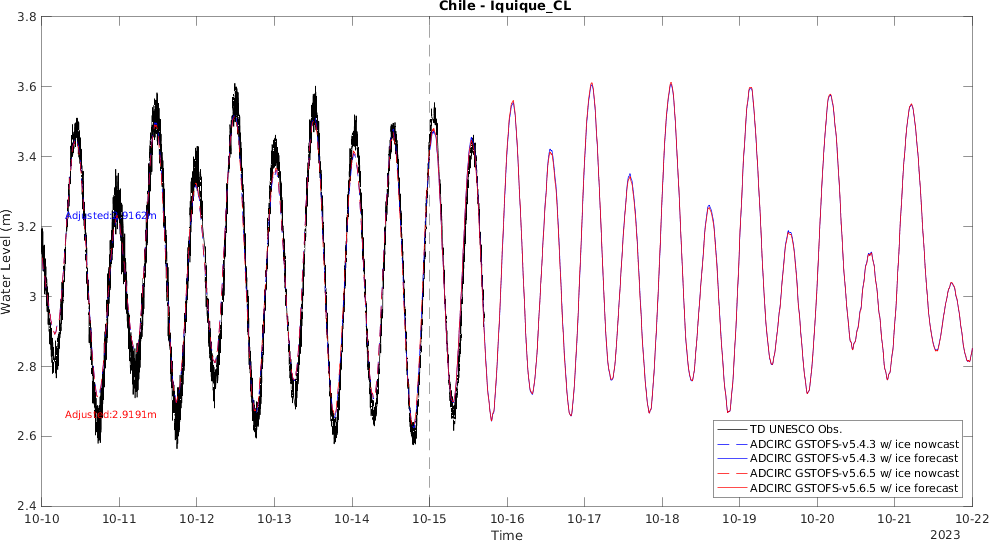 Chile - Iquique_CL
3.8
3.6
3.4
3.2
3
2.8
2.6
2.4
Water Level (m)
Adjusted:2.9162m
Adjusted:2.9191m
TD UNESCO Obs.
ADCIRC GSTOFS-v5.4.3 w/ ice nowcast
ADCIRC GSTOFS-v5.4.3 w/ ice forecast
ADCIRC GSTOFS-v5.6.5 w/ ice nowcast
ADCIRC GSTOFS-v5.6.5 w/ ice forecast
10-10 10-11 10-12 10-13 10-14 10-15 10-16 10-17 10-18 10-19 10-20 10-21 10-22
Time
2023